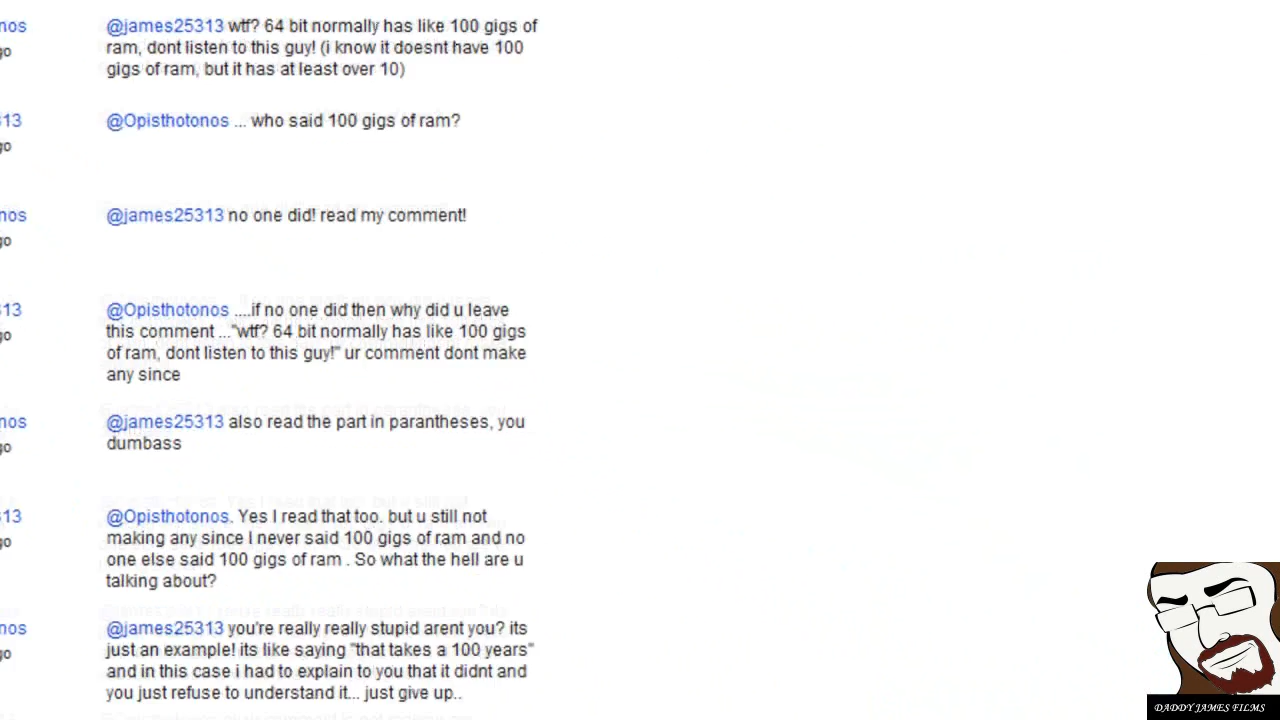 nos
@james25313 wtf? 64 bit normally has like 100 gigs of
go
ram, dont listen to this guy! (i know it doesnt have 100
gigs of ram, but it has at least over 10)
13
@Opisthotonos ... who said 100 gigs of ram?
go
nos
@james25313 no one did! read my comment!
go
13
@Opisthotonos ....if no one did then why did u leave
this comment ..."wtf? 64 bit normally has like 100 gigs
go
of ram, dont listen to this guy!" ur comment dont make
any since
nos
@james25313 also read the part in parantheses, you
go
dumbass
13
@Opisthotonos. Yes I read that too. but u still not
making any since I never said 100 gigs of ram and no
go
one else said 100 gigs of ram . So what the hell are u
talking about?
nos
@james25313 you're really really stupid arent you? its
just an example! its like saying "that takes a 100 years"
go
and in this case i had to explain to you that it didnt and
you just refuse to understand it... just give up..
DADDY JAMES FILMS